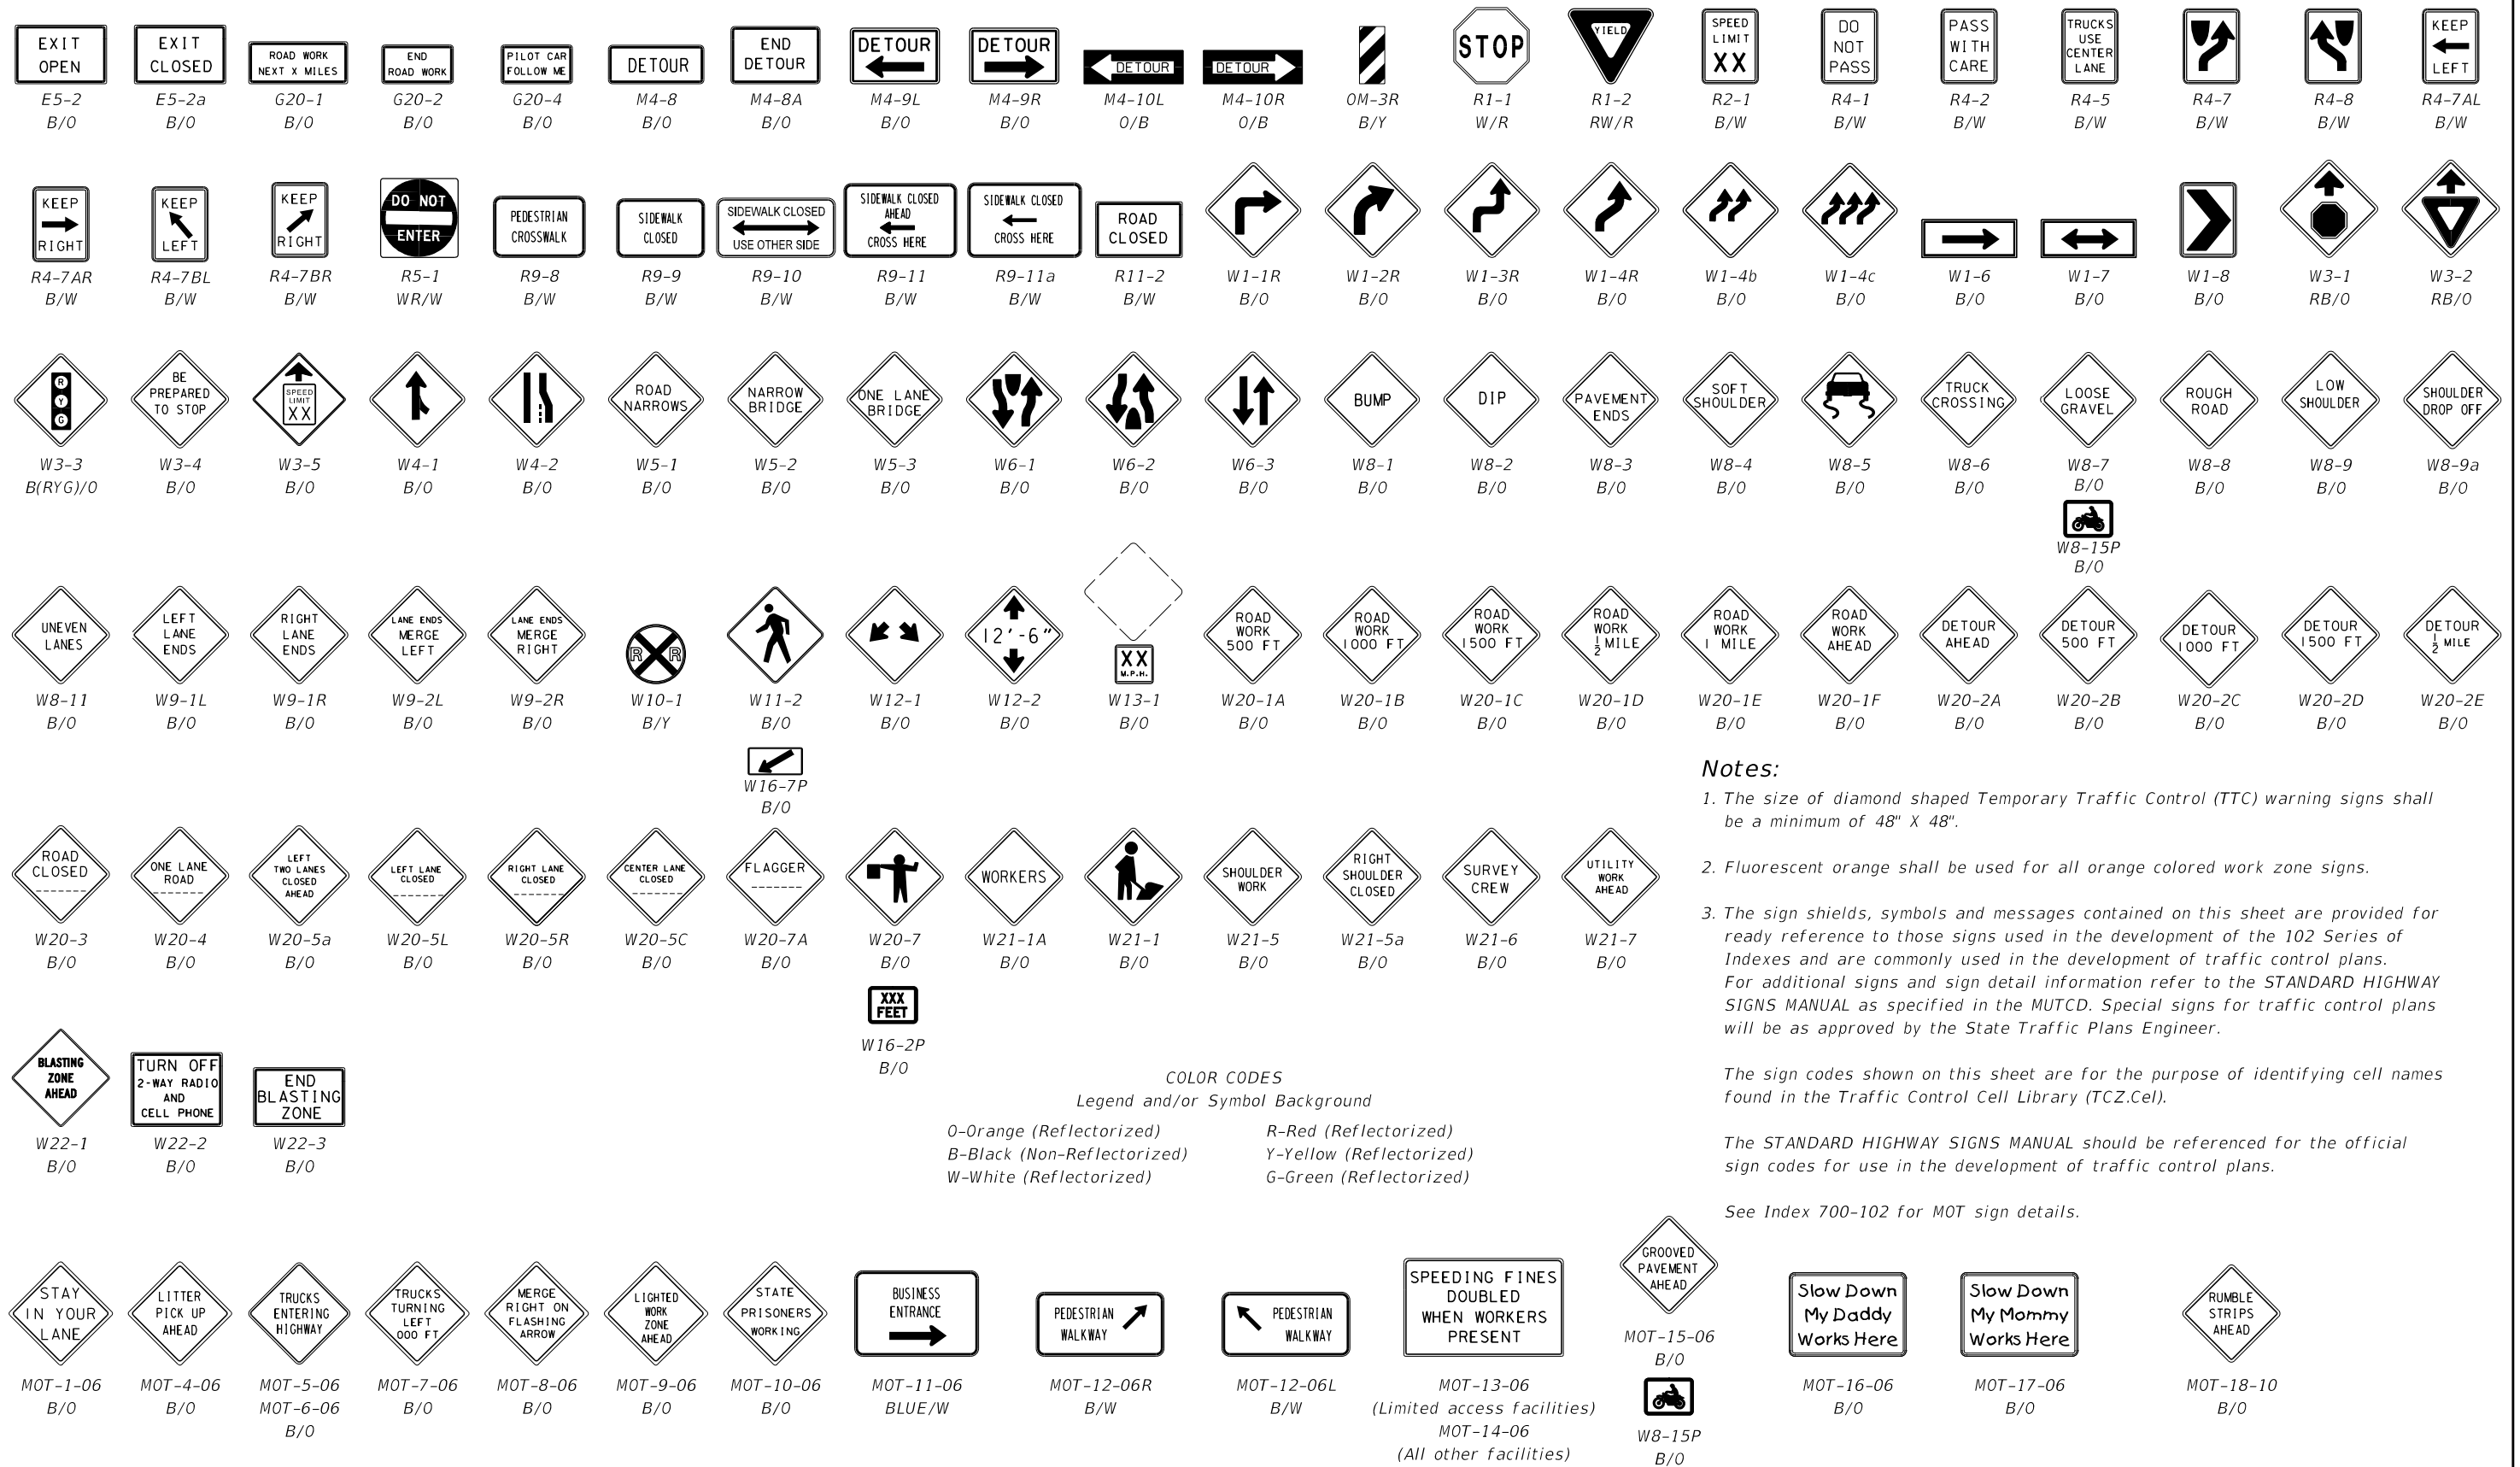 EXIT
OPEN
E5-2
B/O
EXIT
CLOSED
E5-2a
B/O
ROAD WORK
NEXT X MILES
G20-1
B/O
END
ROAD WORK
G20-2
B/O
PILOT CAR
FOLLOW ME
G20-4
B/O
DETOUR
M4-8
B/O
END
DETOUR
M4-8A
B/O
DETOUR
M4-9L
B/O
DETOUR
M4-9R
B/O
DETOUR
M4-10L
O/B
DETOUR
M4-10R
O/B
OM-3R
B/Y
STOP
R1-1
W/R
YIELD
R1-2
RW/R
SPEED
LIMIT
XX
R2-1
B/W
DO
NOT
PASS
R4-1
B/W
PASS
WITH
CARE
R4-2
B/W
TRUCKS
USE
CENTER
LANE
R4-5
B/W
R4-7
B/W
R4-8
B/W
KEEP
LEFT
R4-7AL
B/W
KEEP
RIGHT
R4-7AR
B/W
KEEP
LEFT
R4-7BL
B/W
KEEP
RIGHT
R4-7BR
B/W
DO NOT
ENTER
R5-1
WR/W
PEDESTRIAN
CROSSWALK
R9-8
B/W
SIDEWALK
CLOSED
R9-9
B/W
SIDEWALK CLOSED
USE OTHER SIDE
R9-10
B/W
SIDEWALK CLOSED
AHEAD
CROSS HERE
R9-11
B/W
SIDEWALK CLOSED
CROSS HERE
R9-11a
B/W
ROAD
CLOSED
R11-2
B/W
W1-1R
B/O
W1-2R
B/O
W1-3R
B/O
W1-4R
B/O
W1-4b
B/O
W1-4c
B/O
W1-6
B/O
W1-7
B/O
W1-8
B/O
W3-1
RB/O
W3-2
RB/O
R
Y
G
W3-3
B(RYG)/O
BE
PREPARED
TO STOP
W3-4
B/O
SPEED
LIMIT
XX
W3-5
B/O
W4-1
B/O
W4-2
B/O
ROAD
NARROWS
W5-1
B/O
NARROW
BRIDGE
W5-2
B/O
ONE LANE
BRIDGE
W5-3
B/O
W6-1
B/O
W6-2
B/O
W6-3
B/O
BUMP
W8-1
B/O
DIP
W8-2
B/O
PAVEMENT
ENDS
W8-3
B/O
SOFT
SHOULDER
W8-4
B/O
W8-5
B/O
TRUCK
CROSSING
W8-6
B/O
LOOSE
GRAVEL
W8-7
B/O
W8-15P
B/O
ROUGH
ROAD
W8-8
B/O
LOW
SHOULDER
W8-9
B/O
SHOULDER
DROP OFF
W8-9a
B/O
UNEVEN
LANES
W8-11
B/O
LEFT
LANE
ENDS
W9-1L
B/O
RIGHT
LANE
ENDS
W9-1R
B/O
LANE ENDS
MERGE
LEFT
W9-2L
B/O
LANE ENDS
MERGE
RIGHT
W9-2R
B/O
R R
W10-1
B/Y
W11-2
B/O
W16-7P
B/O
W12-1
B/O
12'-6"
W12-2
B/O
XX
M.P.H.
W13-1
B/O
ROAD
WORK
500 FT
W20-1A
B/O
ROAD
WORK
1000 FT
W20-1B
B/O
ROAD
WORK
1500 FT
W20-1C
B/O
ROAD
WORK
1/2 MILE
W20-1D
B/O
ROAD
WORK
1 MILE
W20-1E
B/O
ROAD
WORK
AHEAD
W20-1F
B/O
DETOUR
AHEAD
W20-2A
B/O
DETOUR
500 FT
W20-2B
B/O
DETOUR
1000 FT
W20-2C
B/O
DETOUR
1500 FT
W20-2D
B/O
DETOUR
1/2 MILE
W20-2E
B/O
ROAD
CLOSED
W20-3
B/O
ONE LANE
ROAD
W20-4
B/O
LEFT
TWO LANES
CLOSED
AHEAD
W20-5a
B/O
LEFT LANE
CLOSED
W20-5L
B/O
RIGHT LANE
CLOSED
W20-5R
B/O
CENTER LANE
CLOSED
W20-5C
B/O
FLAGGER
W20-7A
B/O
W20-7
B/O
XXX
FEET
W16-2P
B/O
WORKERS
W21-1A
B/O
W21-1
B/O
SHOULDER
WORK
W21-5
B/O
RIGHT
SHOULDER
CLOSED
W21-5a
B/O
SURVEY
CREW
W21-6
B/O
UTILITY
WORK
AHEAD
W21-7
B/O
BLASTING
ZONE
AHEAD
W22-1
B/O
TURN OFF
2-WAY RADIO
AND
CELL PHONE
W22-2
B/O
END
BLASTING
ZONE
W22-3
B/O
COLOR CODES
Legend and/or Symbol Background
O-Orange (Reflectorized)
B-Black (Non-Reflectorized)
W-White (Reflectorized)
R-Red (Reflectorized)
Y-Yellow (Reflectorized)
G-Green (Reflectorized)
Notes:
1. The size of diamond shaped Temporary Traffic Control (TTC) warning signs shall
be a minimum of 48" X 48".
2. Fluorescent orange shall be used for all orange colored work zone signs.
3. The sign shields, symbols and messages contained on this sheet are provided for
ready reference to those signs used in the development of the 102 Series of
Indexes and are commonly used in the development of traffic control plans.
For additional signs and sign detail information refer to the STANDARD HIGHWAY
SIGNS MANUAL as specified in the MUTCD. Special signs for traffic control plans
will be as approved by the State Traffic Plans Engineer.
The sign codes shown on this sheet are for the purpose of identifying cell names
found in the Traffic Control Cell Library (TCZ.Cel).
The STANDARD HIGHWAY SIGNS MANUAL should be referenced for the official
sign codes for use in the development of traffic control plans.
See Index 700-102 for MOT sign details.
STAY
IN YOUR
LANE
MOT-1-06
B/O
LITTER
PICK UP
AHEAD
MOT-4-06
B/O
TRUCKS
ENTERING
HIGHWAY
MOT-5-06
MOT-6-06
B/O
TRUCKS
TURNING
LEFT
000 FT
MOT-7-06
B/O
MERGE
RIGHT ON
FLASHING
ARROW
MOT-8-06
B/O
LIGHTED
WORK
ZONE
AHEAD
MOT-9-06
B/O
STATE
PRISONERS
WORKING
MOT-10-06
B/O
BUSINESS
ENTRANCE
MOT-11-06
BLUE/W
PEDESTRIAN
WALKWAY
MOT-12-06R
B/W
PEDESTRIAN
WALKWAY
MOT-12-06L
B/W
SPEEDING FINES
DOUBLED
WHEN WORKERS
PRESENT
MOT-13-06
(Limited access facilities)
MOT-14-06
(All other facilities)
GROOVED
PAVEMENT
AHEAD
MOT-15-06
B/O
W8-15P
B/O
Slow Down
My Daddy
Works Here
MOT-16-06
B/O
Slow Down
My Mommy
Works Here
MOT-17-06
B/O
RUMBLE
STRIPS
AHEAD
MOT-18-10
B/O